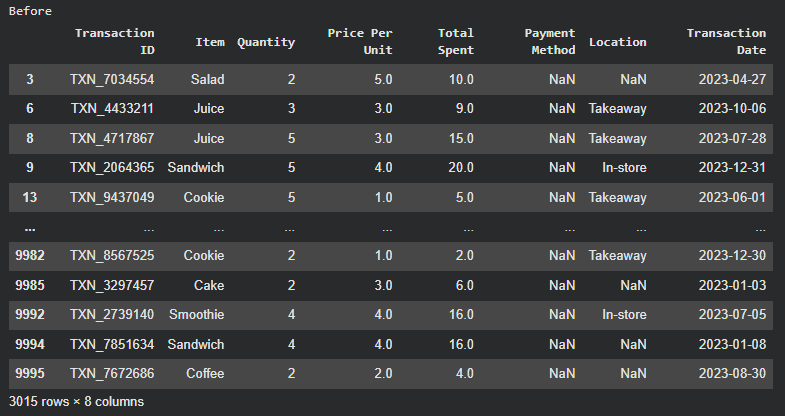 Before
Transaction ID Item Quantity Price Per Unit Total Spent Payment Method Location Transaction Date
3 TXN_7034554 Salad 2 5.0 10.0 NaN NaN 2023-04-27
6 TXN_4433211 Juice 3 3.0 9.0 NaN Takeaway 2023-10-06
8 TXN_4717867 Juice 5 3.0 15.0 NaN Takeaway 2023-07-28
9 TXN_2064365 Sandwich 5 4.0 20.0 NaN In-store 2023-12-31
13 TXN_9437049 Cookie 5 1.0 5.0 NaN Takeaway 2023-06-01
... ... ... ... ... ... ... ... ...
9982 TXN_8567525 Cookie 2 1.0 2.0 NaN Takeaway 2023-12-30
9985 TXN_3297457 Cake 2 3.0 6.0 NaN NaN 2023-01-03
9992 TXN_2739140 Smoothie 4 4.0 16.0 NaN In-store 2023-07-05
9994 TXN_7851634 Sandwich 4 4.0 16.0 NaN NaN 2023-01-08
9995 TXN_7672686 Coffee 2 2.0 4.0 NaN NaN 2023-08-30
3015 rows × 8 columns